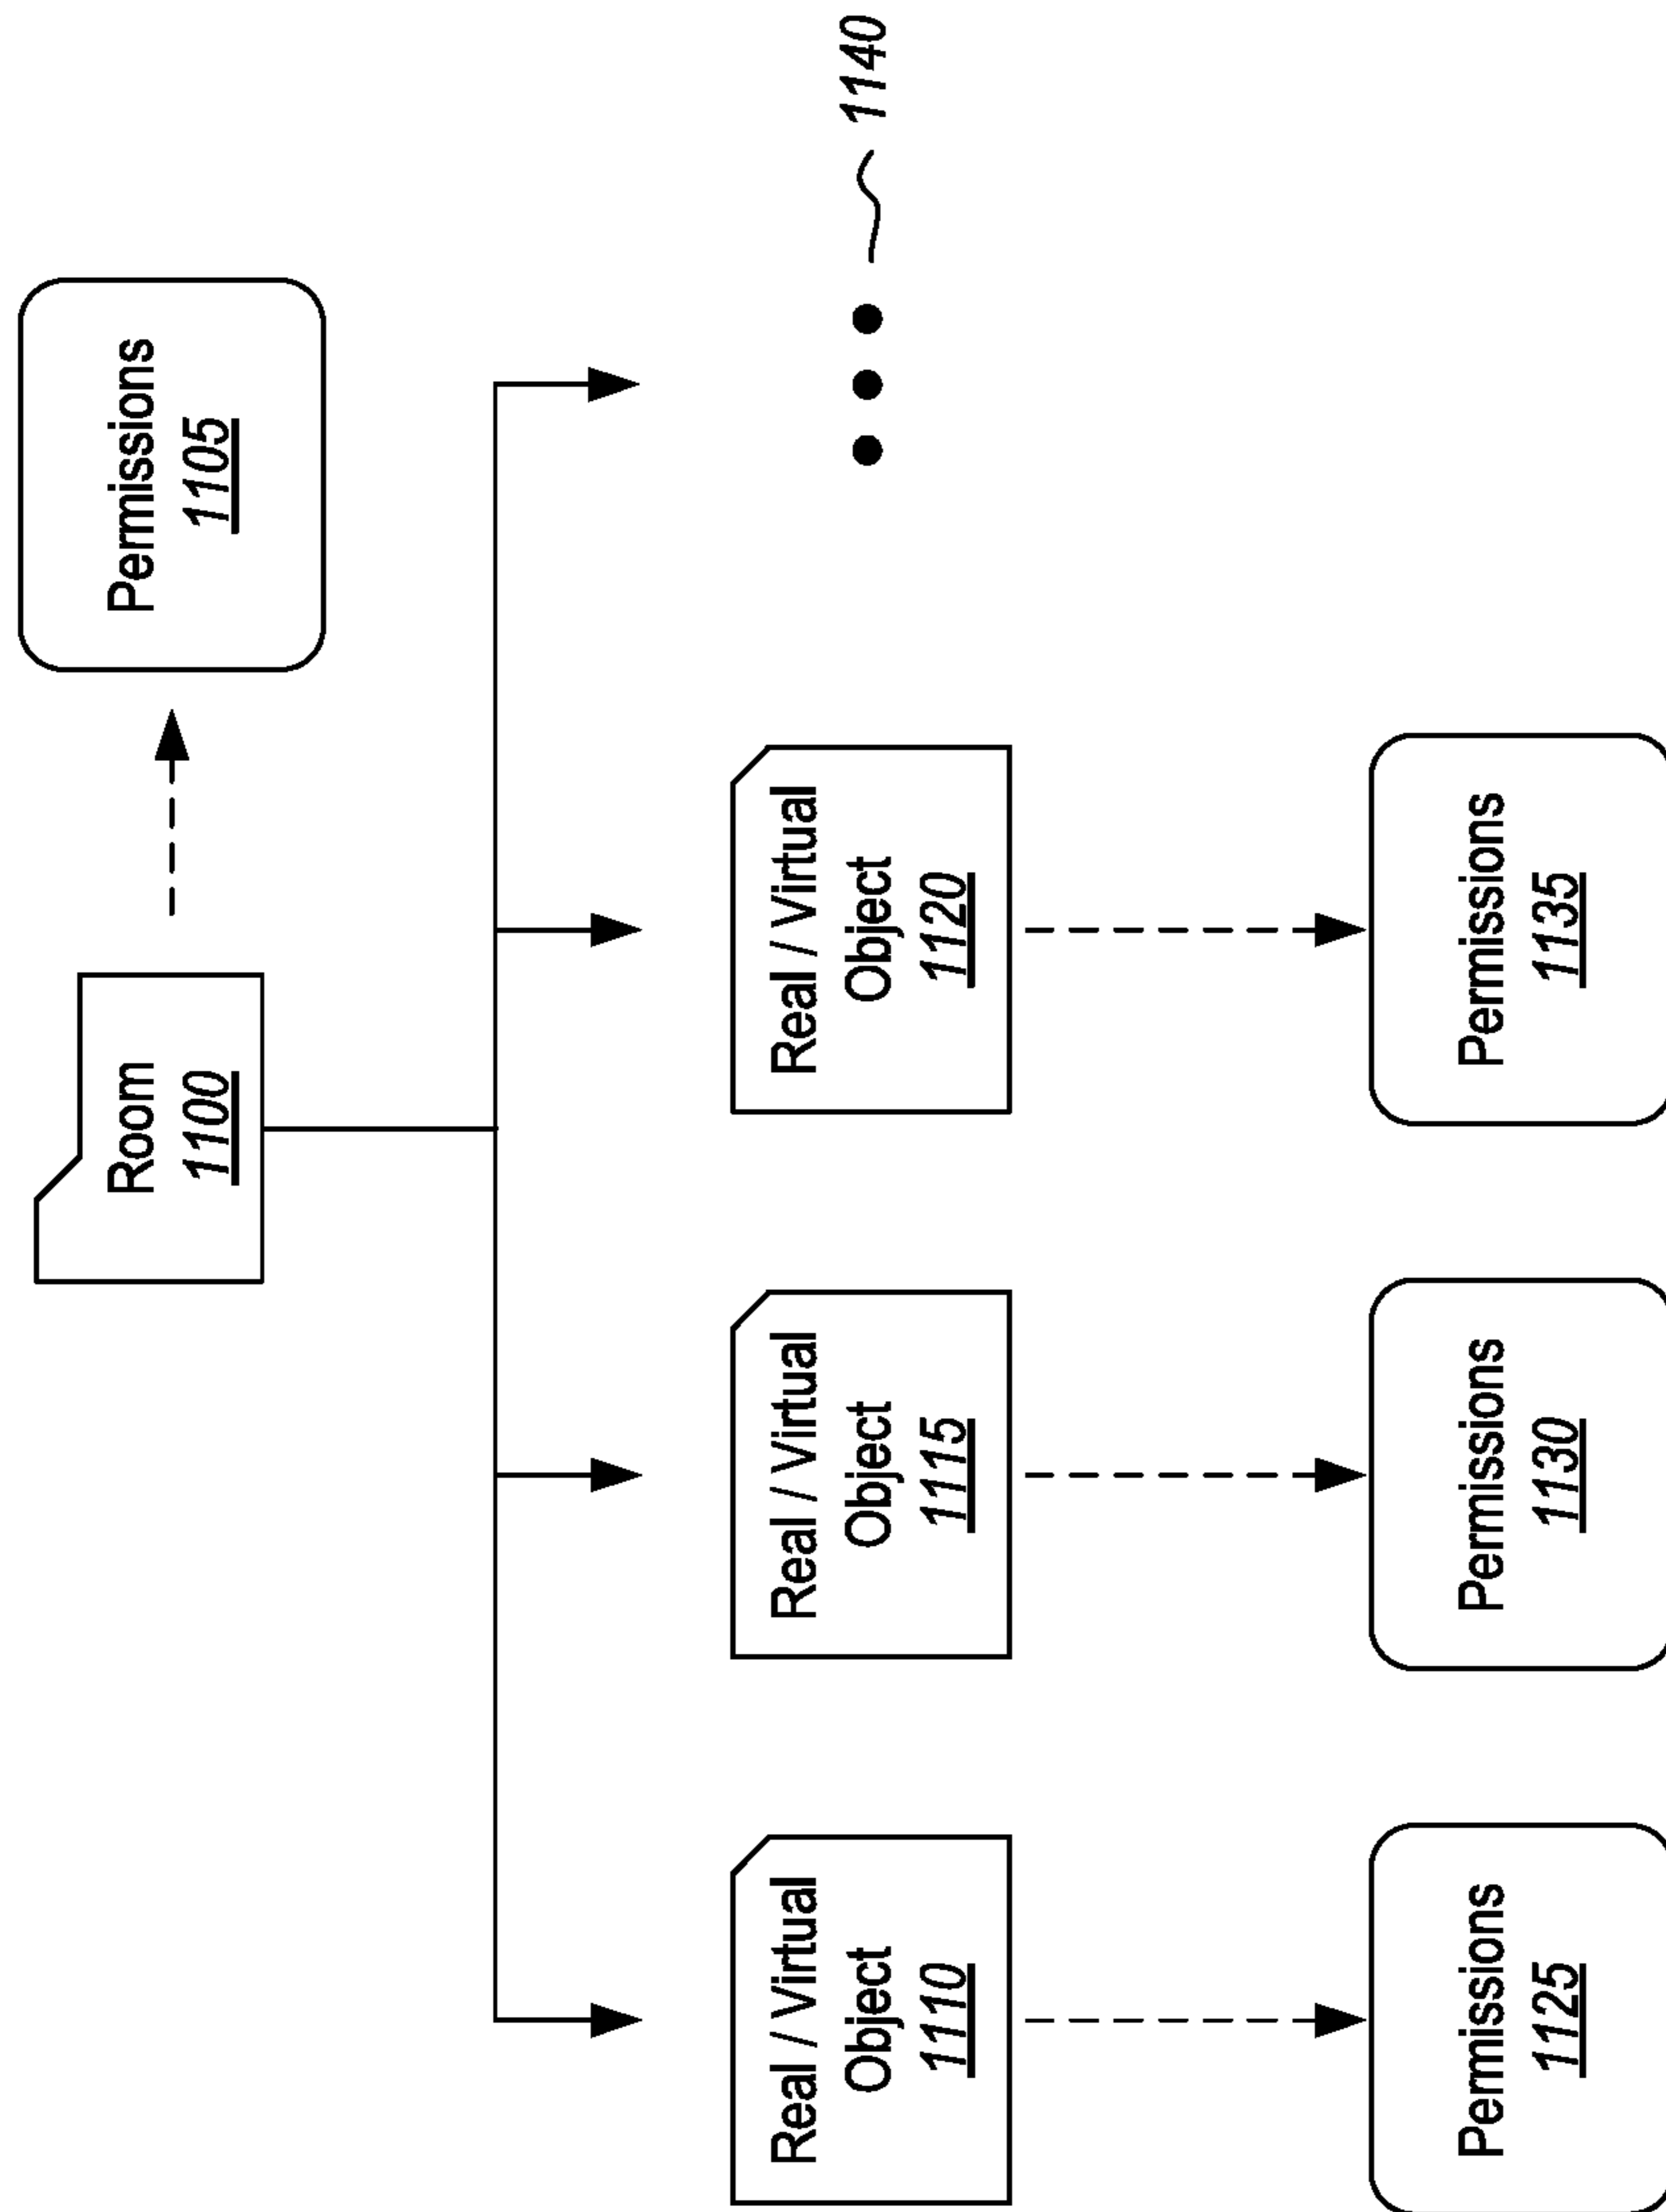 Room
1100
Permissions
1105
Real / Virtual
Object
1110
Real / Virtual
Object
1115
Real / Virtual
Object
1120
1140
Permissions
1125
Permissions
1130
Permissions
1135